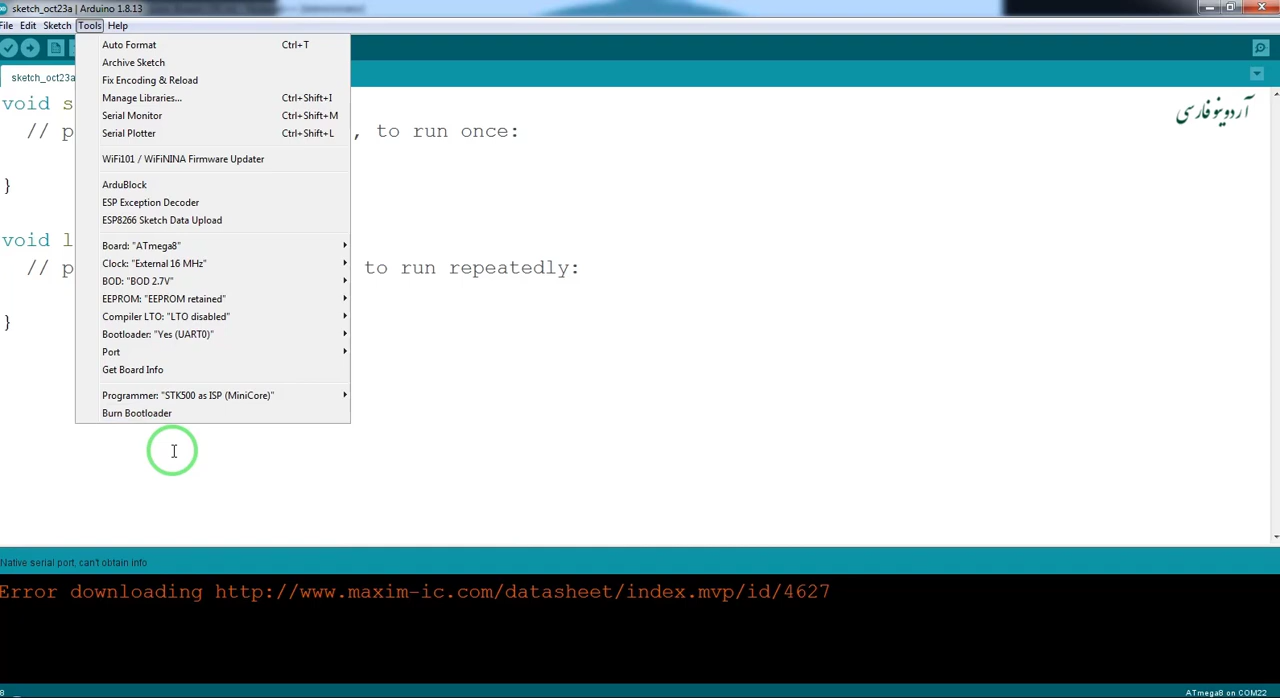 sketch_oct23a | Arduino 1.8.13
File Edit Sketch Tools Help
sketch_oct23a
آردوینو فارسی
Auto Format Ctrl+T
Archive Sketch
Fix Encoding & Reload
Manage Libraries... Ctrl+Shift+I
Serial Monitor Ctrl+Shift+M
Serial Plotter Ctrl+Shift+L
WiFi101 / WiFiNINA Firmware Updater
ArduBlock
ESP Exception Decoder
ESP8266 Sketch Data Upload
Board: "ATmega8"
Clock: "External 16 MHz"
BOD: "BOD 2.7V"
EEPROM: "EEPROM retained"
Compiler LTO: "LTO disabled"
Bootloader: "Yes (UART0)"
Port
Get Board Info
Programmer: "STK500 as ISP (MiniCore)"
Burn Bootloader
void s
// p , to run once:
}
void l
// p to run repeatedly:
}
Native serial port, can't obtain info
Error downloading http://www.maxim-ic.com/datasheet/index.mvp/id/4627
8 ATmega8 on COM22